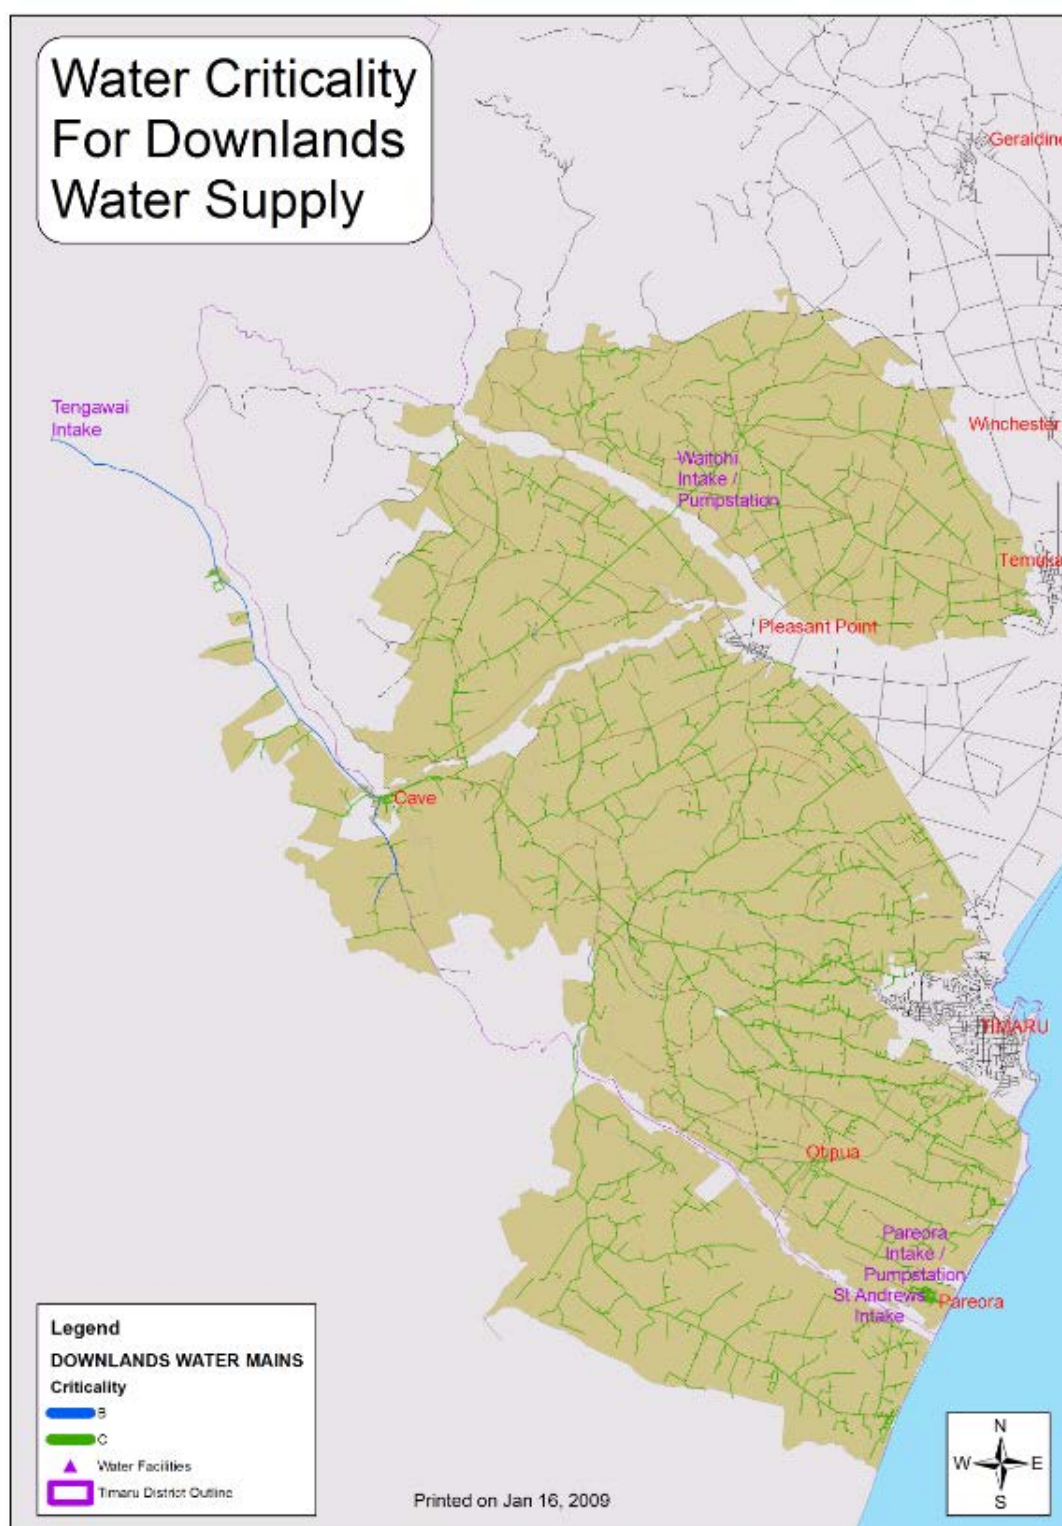 Water Criticality
For Downlands
Water Supply
Geraldine
Tengawai
Intake
Winchester
Waitohi
Intake /
Pumpstation
Temuka
Pleasant Point
Cave
TIMARU
Otipua
Pareora
Intake /
Pumpstation
St Andrews
Intake
Pareora
Legend
DOWNLANDS WATER MAINS
Criticality
B
C
Water Facilities
Timaru District Outline
Printed on Jan 16, 2009
N
W E
S